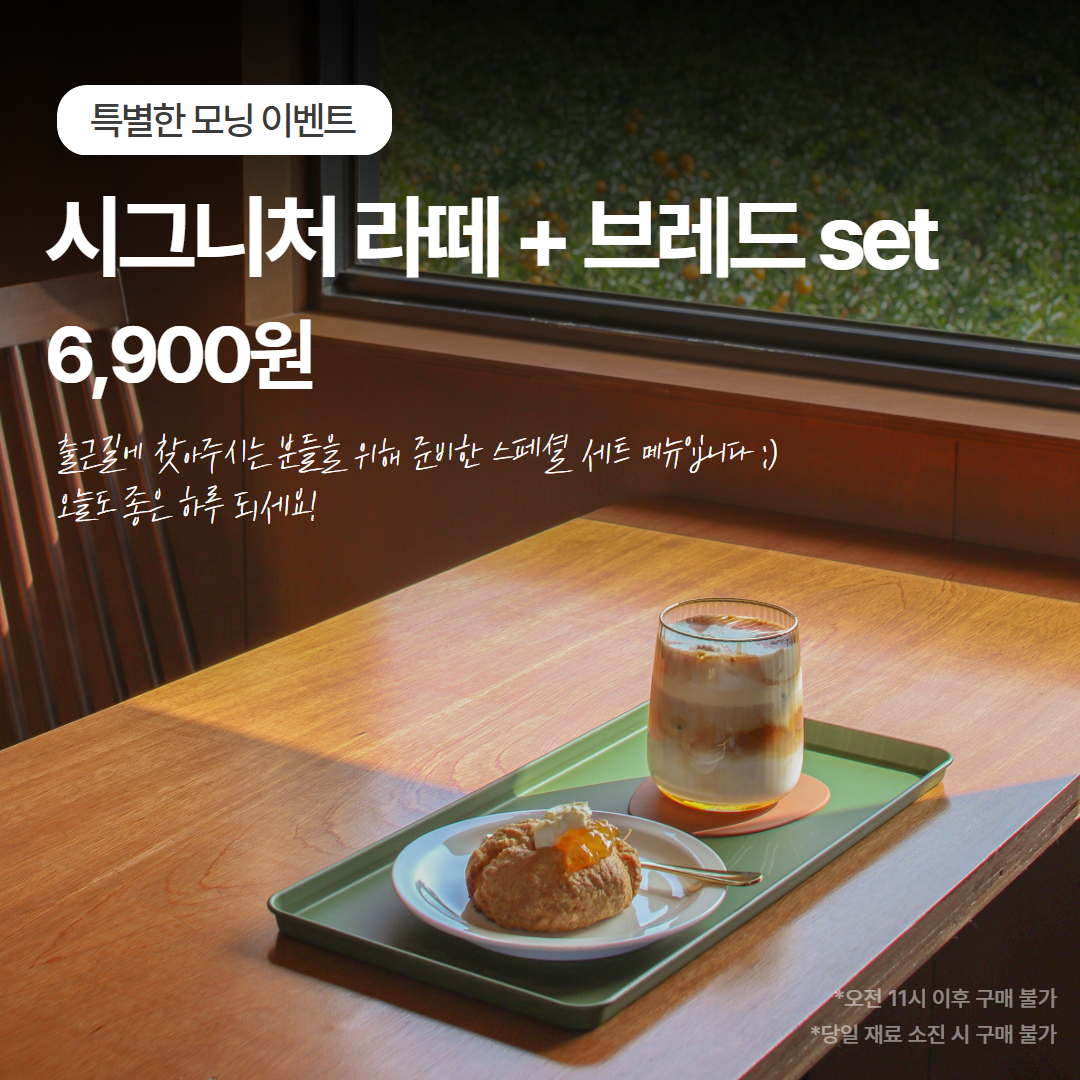 특별한 모닝 이벤트
시그니처 라떼 + 브레드 set
6,900원
출근길에 찾아주시는 분들을 위해 준비한 스페셜 세트 메뉴입니다 :)
오늘도 좋은 하루 되세요!
*오전 11시 이후 구매 불가
*당일 재료 소진 시 구매 불가